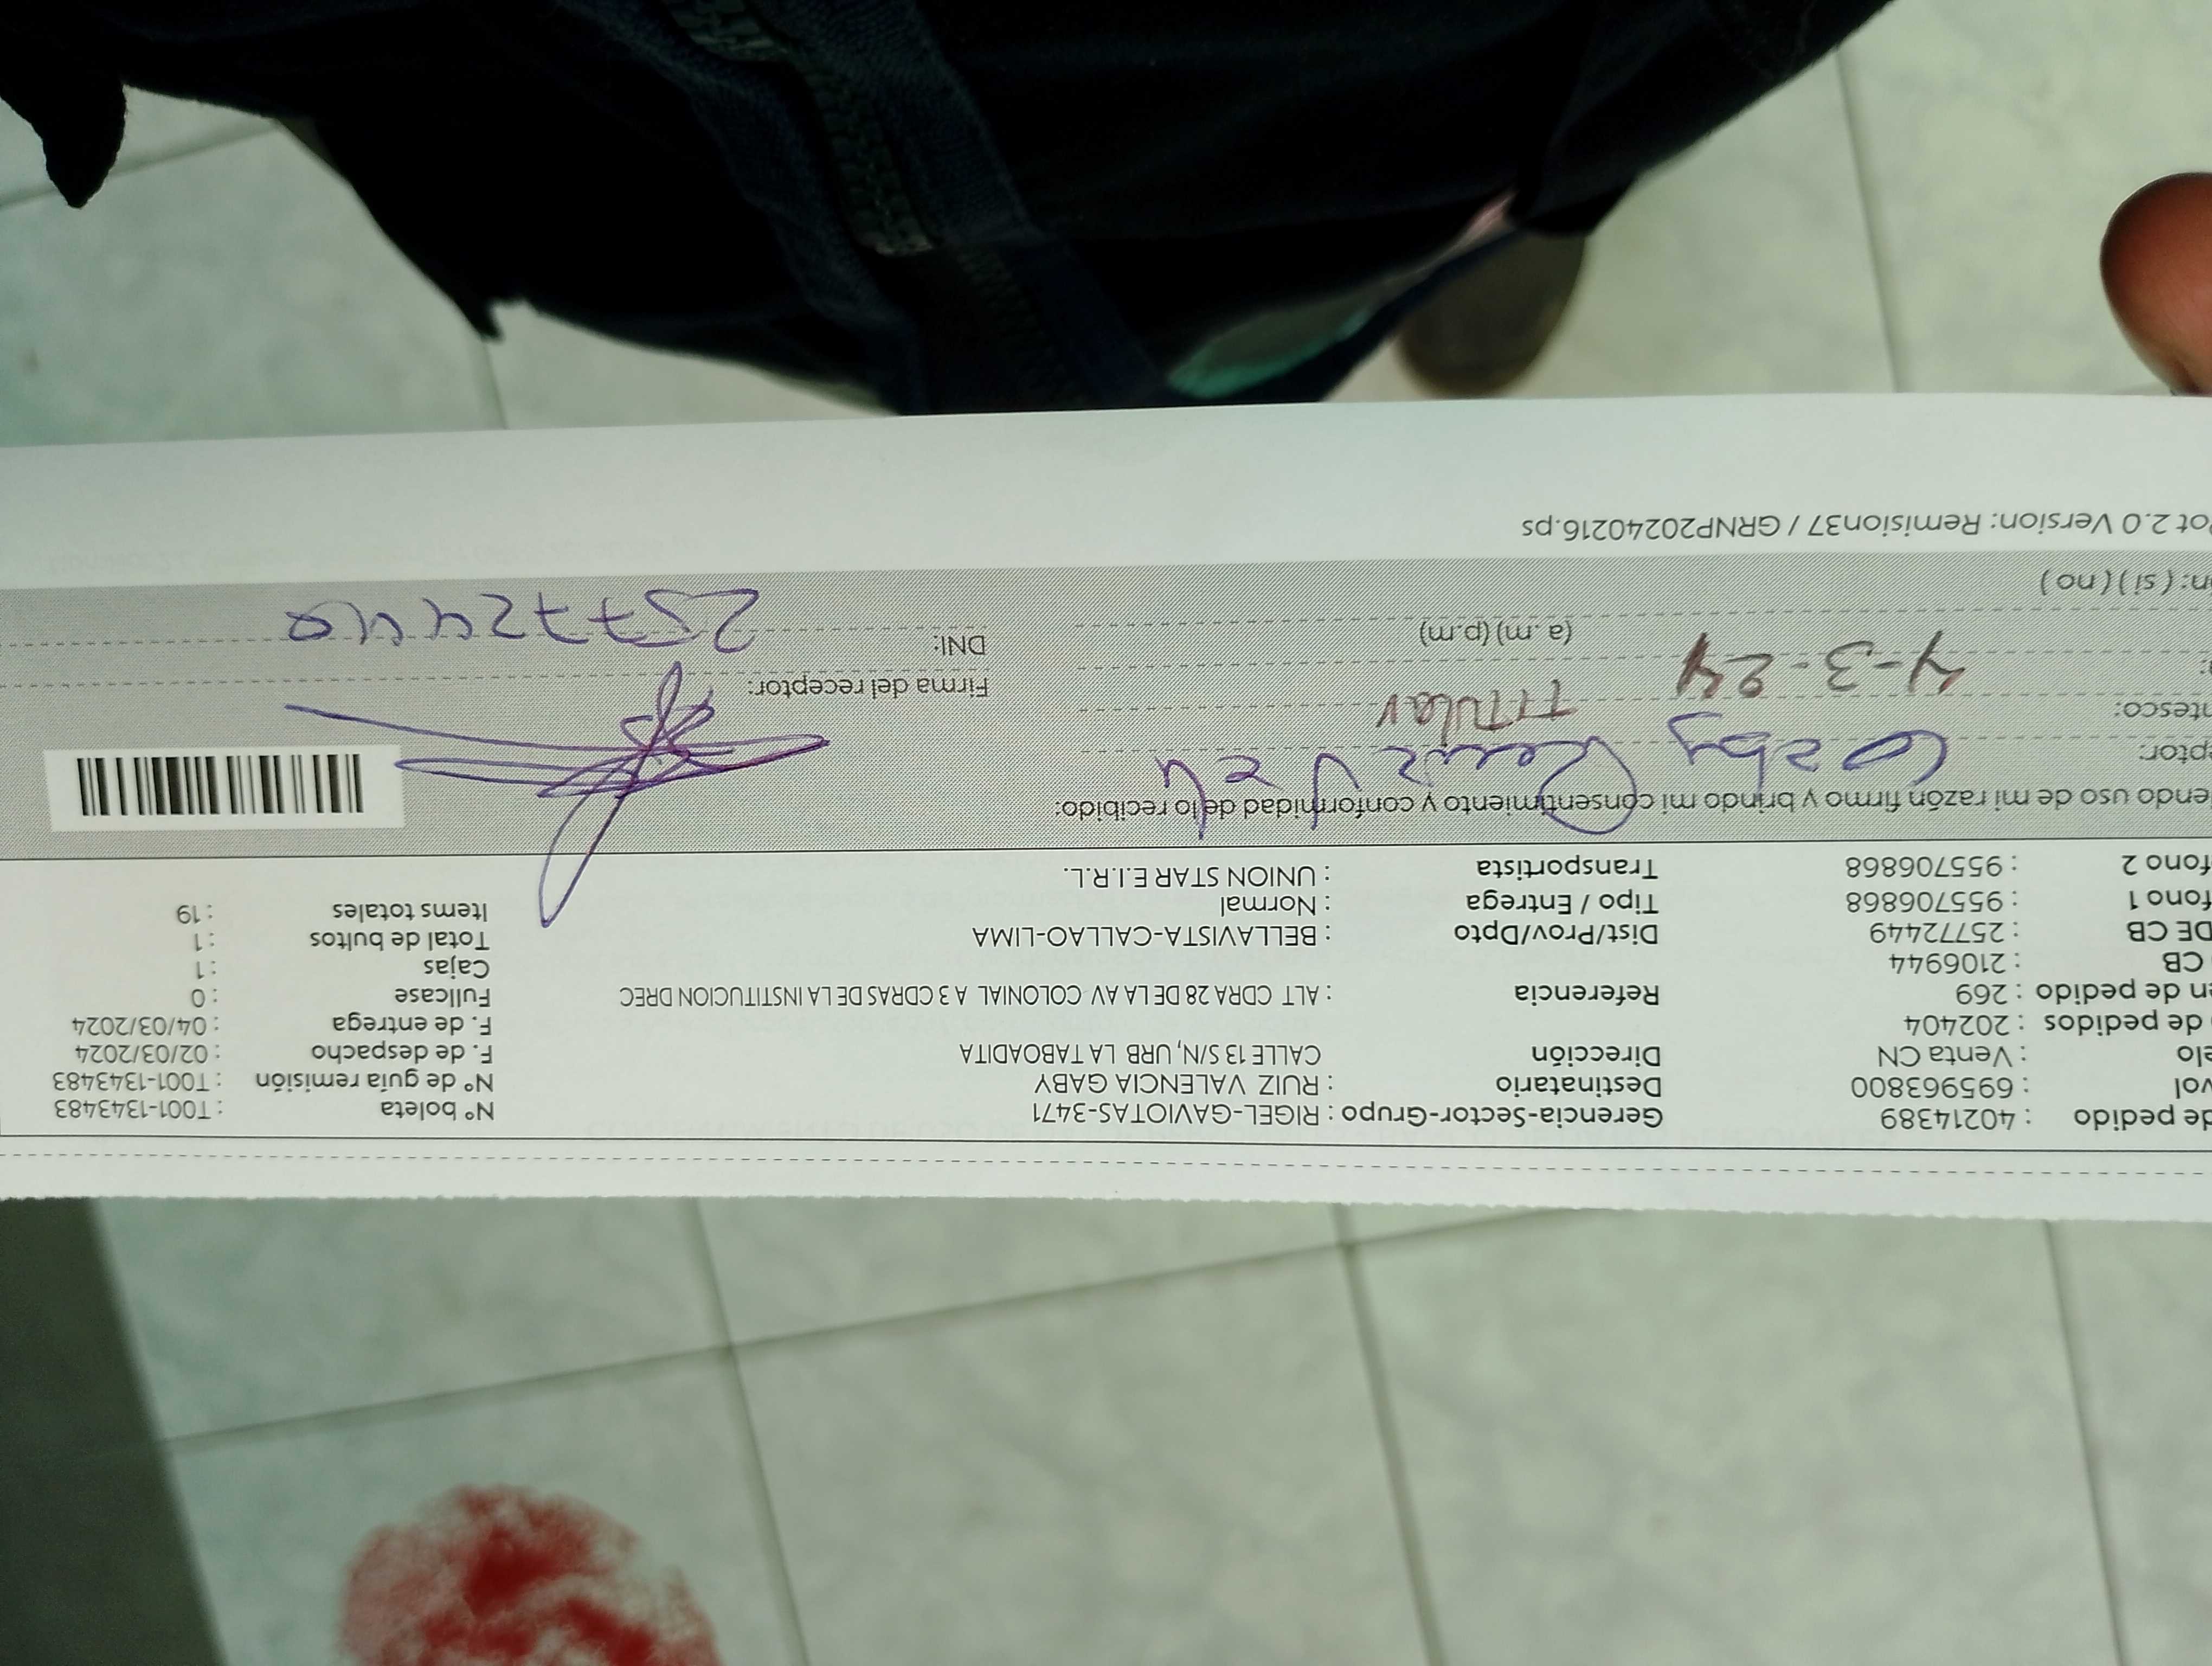 de pedido : 40214389 Gerencia-Sector-Grupo : RIGEL-GAVIOTAS-3471 Nº boleta : T001-1343483
vol : 695963800 Destinatario : RUIZ VALENCIA GABY Nº de guía remisión : T001-1343483
elo : Venta CN Dirección CALLE 13 S/N, URB LA TABOADITA F. de despacho : 02/03/2024
de pedidos : 202404 F. de entrega : 04/03/2024
en de pedido : 269 Referencia : ALT CDRA 28 DE LA AV COLONIAL A 3 CDRAS DE LA INSTITUCION DREC Fullcase : 0
CB : 2106944 Cajas : 1
DE CB : 25772449 Dist/Prov/Dpto : BELLAVISTA-CALLAO-LIMA Total de bultos : 1
fono 1 : 955706868 Tipo / Entrega : Normal Items totales : 19
fono 2 : 955706868 Transportista : UNION STAR E.I.R.L.
endo uso de mi razón firmo y brindo mi consentimiento y conformidad de lo recibido:
eptor: Gaby
ntesco: Titular Firma del receptor:
: 4-3-24
(a. m) (p.m) DNI:
n: ( si ) ( no )
Pot 2.0 Version: Remision37 / GRNP20240216.ps